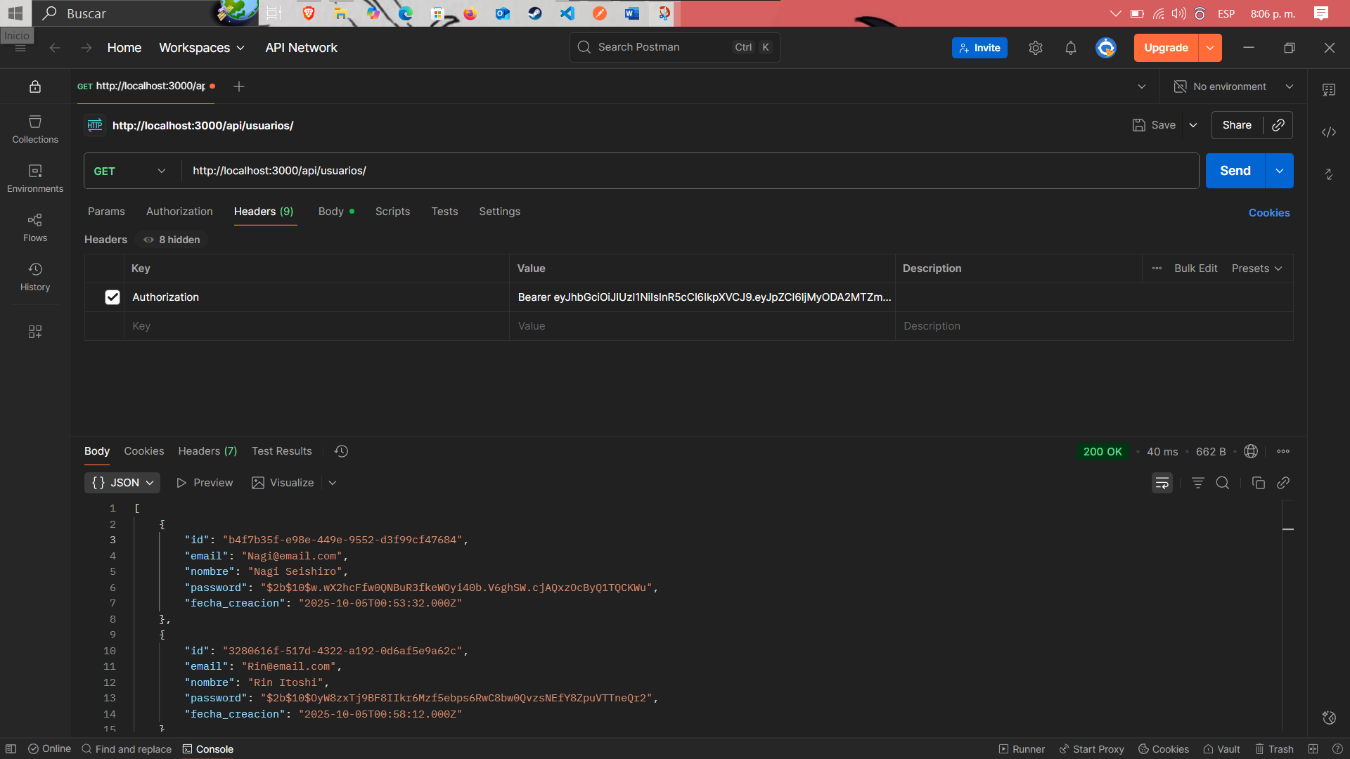 Buscar
ESP
8:06 p. m.
Inicio
Home
Workspaces
API Network
Search Postman
Ctrl
K
Invite
Upgrade
GET http://localhost:3000/ap
No environment
HTTP
http://localhost:3000/api/usuarios/
Save
Share
GET
http://localhost:3000/api/usuarios/
Send
Collections
Environments
Flows
History
Params
Authorization
Headers (9)
Body
Scripts
Tests
Settings
Cookies
Headers
8 hidden
Key
Value
Description
Bulk Edit
Presets
Authorization
Bearer eyJhbGciOiJIUzI1NiIsInR5cCI6IkpXVCJ9.eyJpZCI6IjMyODA2MTZm...
Key
Value
Description
Body
Cookies
Headers (7)
Test Results
200 OK
40 ms
662 B
{ } JSON
Preview
Visualize
1 [
2 {
3 "id": "b4f7b35f-e98e-449e-9552-d3f99cf47684",
4 "email": "Nagi@email.com",
5 "nombre": "Nagi Seishiro",
6 "password": "$2b$10$w.wX2hcFfw0QNBuR3fkeWOyi40b.V6ghSW.cjAQxzOcByQ1TQCKWu",
7 "fecha_creacion": "2025-10-05T00:53:32.000Z"
8 },
9 {
10 "id": "3280616f-517d-4322-a192-0d6af5e9a62c",
11 "email": "Rin@email.com",
12 "nombre": "Rin Itoshi",
13 "password": "$2b$10$OyW8zxTj9BF8IIkr6Mzf5ebps6RwC8bw0QvzsNEfY8ZpuVTTneQr2",
14 "fecha_creacion": "2025-10-05T00:58:12.000Z"
15 }
Online
Find and replace
Console
Runner
Start Proxy
Cookies
Vault
Trash